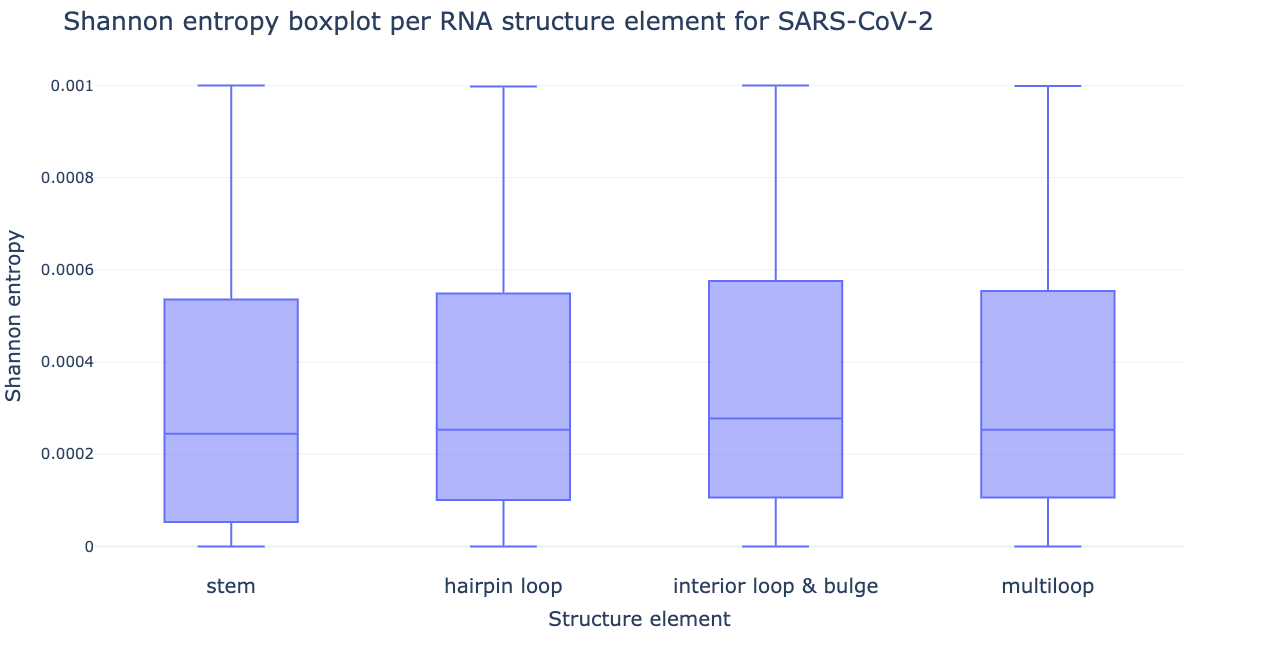 Shannon entropy boxplot per RNA structure element for SARS-CoV-2
Shannon entropy
0.001
0.0008
0.0006
0.0004
0.0002
0
stem
hairpin loop
interior loop & bulge
multiloop
Structure element